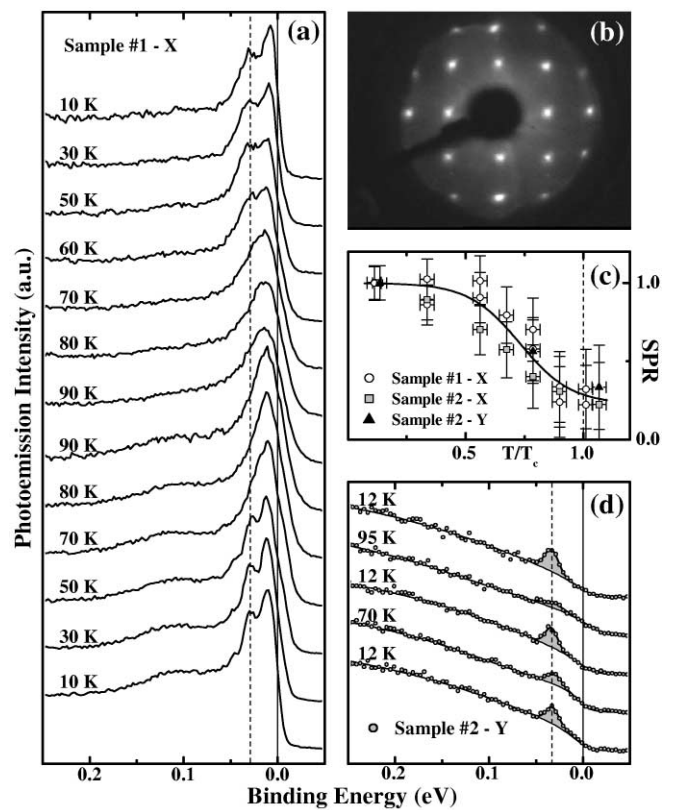 (a)
Sample #1 - X
10 K
30 K
50 K
60 K
70 K
80 K
90 K
90 K
80 K
70 K
50 K
30 K
10 K
Photoemission Intensity (a.u.)
0.2 0.1 0.0
(b)
(c)
1.0
SPR
0.0
Sample #1 - X
Sample #2 - X
Sample #2 - Y
0.5 T/Tc 1.0
(d)
12 K
95 K
12 K
70 K
12 K
Sample #2 - Y
0.2 0.1 0.0
Binding Energy (eV)